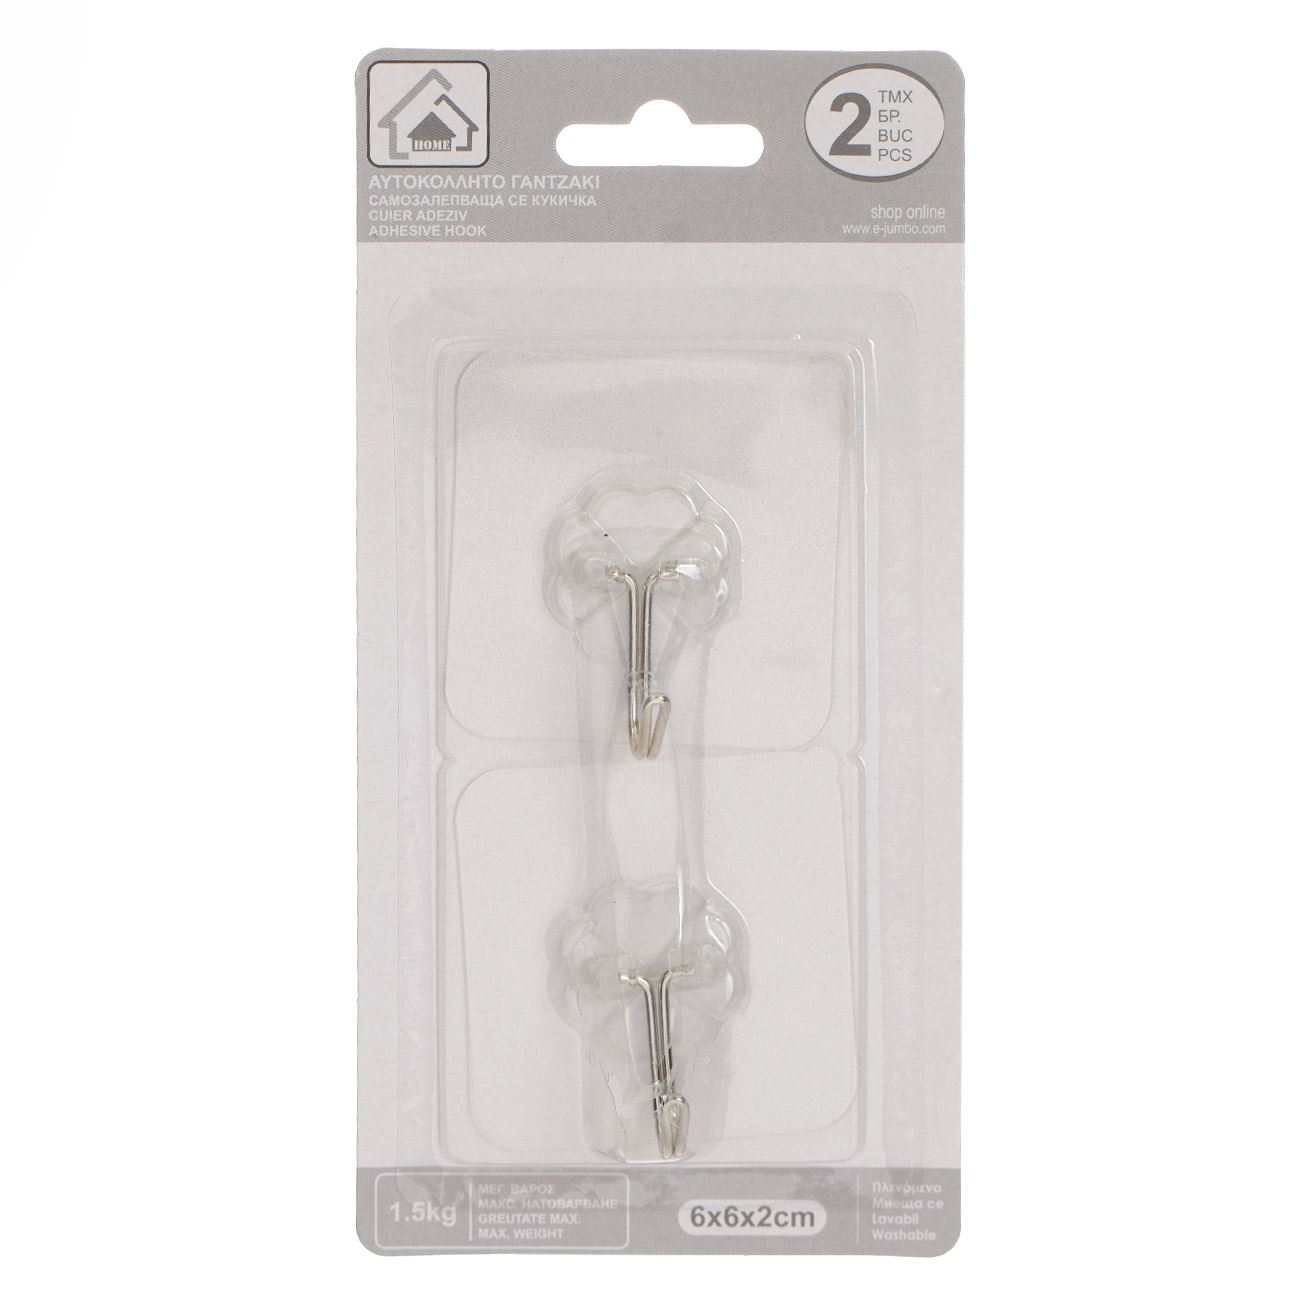 HOME
2
ΤΜΧ
БР.
BUC
PCS
ΑΥΤΟΚΟΛΛΗΤΟ ΓΑΝΤΖΑΚΙ
САМОЗАЛЕПВАЩА СЕ КУКИЧКА
CUIER ADEZIV
ADHESIVE HOOK
shop online
www.e-jumbo.com
1.5kg
ΜΕΓ. ΒΑΡΟΣ
МАКС. НАТОВАРВАНЕ
GREUTATE MAX.
MAX. WEIGHT
6x6x2cm
Πλενόμενο
Миеща се
Lavabil
Washable